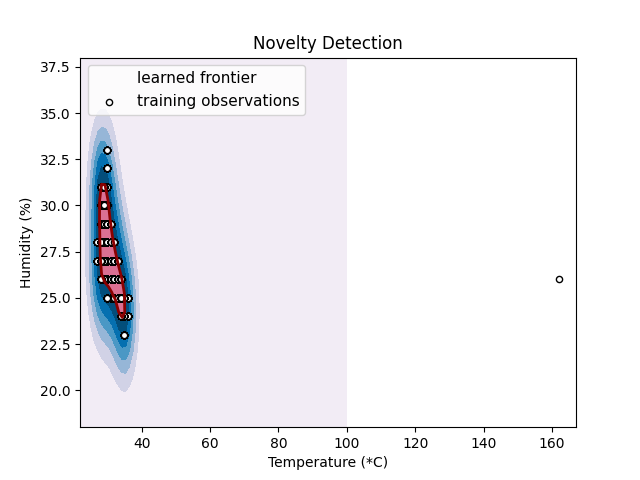 Novelty Detection
learned frontier
training observations
37.5
35.0
32.5
30.0
27.5
25.0
22.5
20.0
Humidity (%)
40 60 80 100 120 140 160
Temperature (*C)